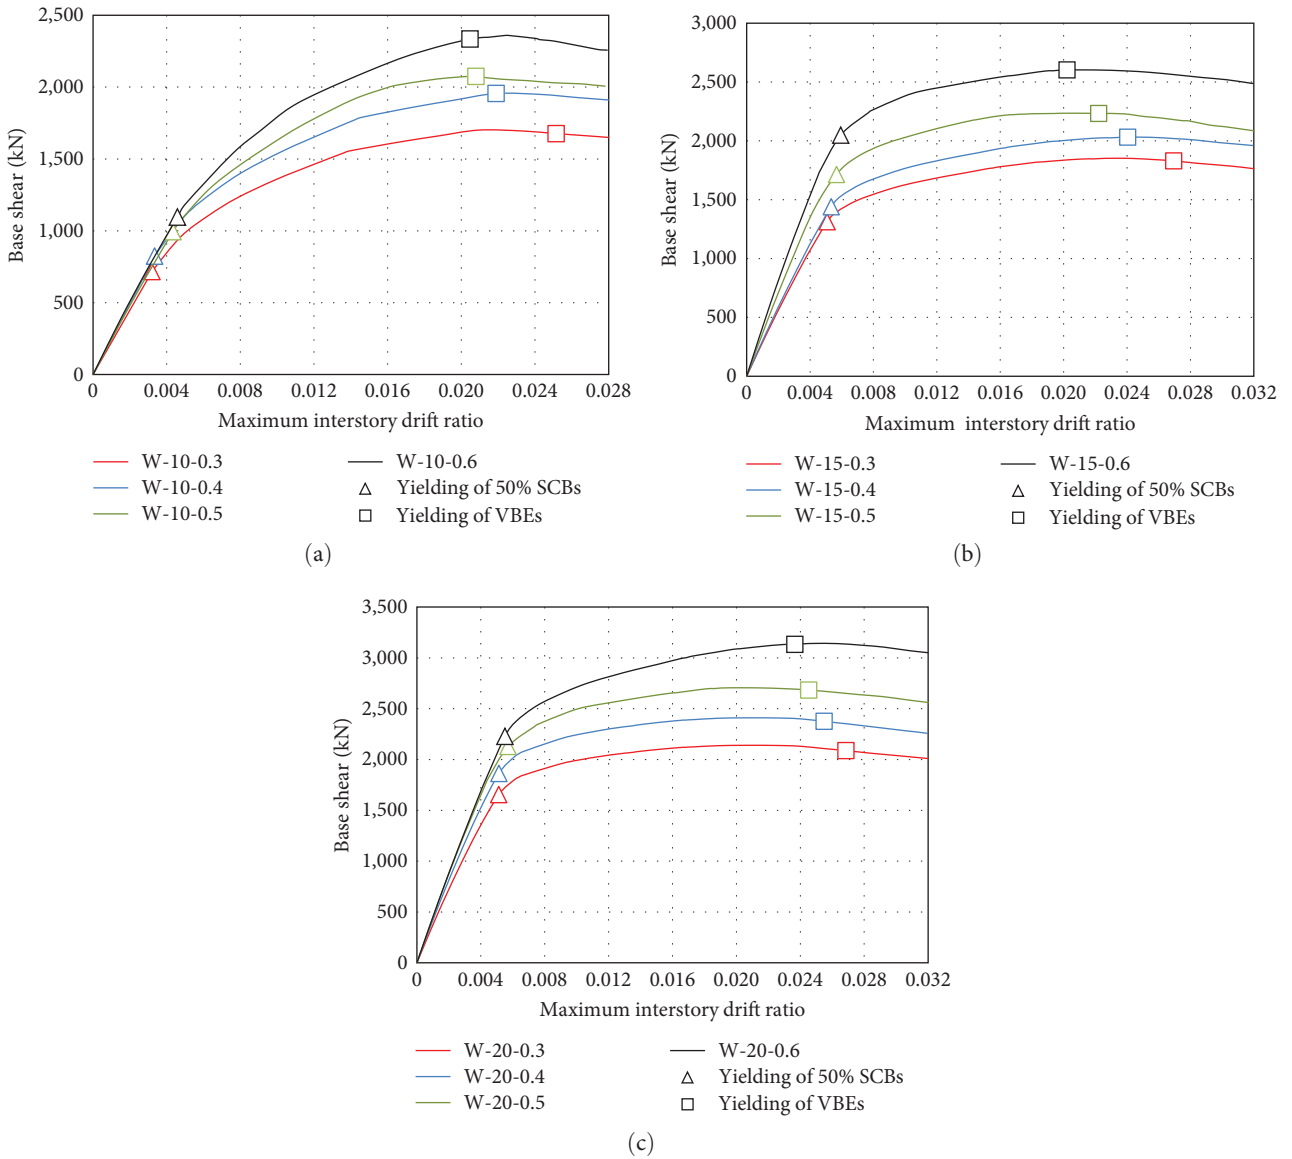 2,500
2,000
1,500
1,000
500
0
Base shear (kN)
0 0.004 0.008 0.012 0.016 0.020 0.024 0.028
Maximum interstory drift ratio
W-10-0.3
W-10-0.4
W-10-0.5
W-10-0.6
Yielding of 50% SCBs
Yielding of VBEs
(a)
3,000
2,500
2,000
1,500
1,000
500
0
Base shear (kN)
0 0.004 0.008 0.012 0.016 0.020 0.024 0.028 0.032
Maximum interstory drift ratio
W-15-0.3
W-15-0.4
W-15-0.5
W-15-0.6
Yielding of 50% SCBs
Yielding of VBEs
(b)
3,500
3,000
2,500
2,000
1,500
1,000
500
0
Base shear (kN)
0 0.004 0.008 0.012 0.016 0.020 0.024 0.028 0.032
Maximum interstory drift ratio
W-20-0.3
W-20-0.4
W-20-0.5
W-20-0.6
Yielding of 50% SCBs
Yielding of VBEs
(c)